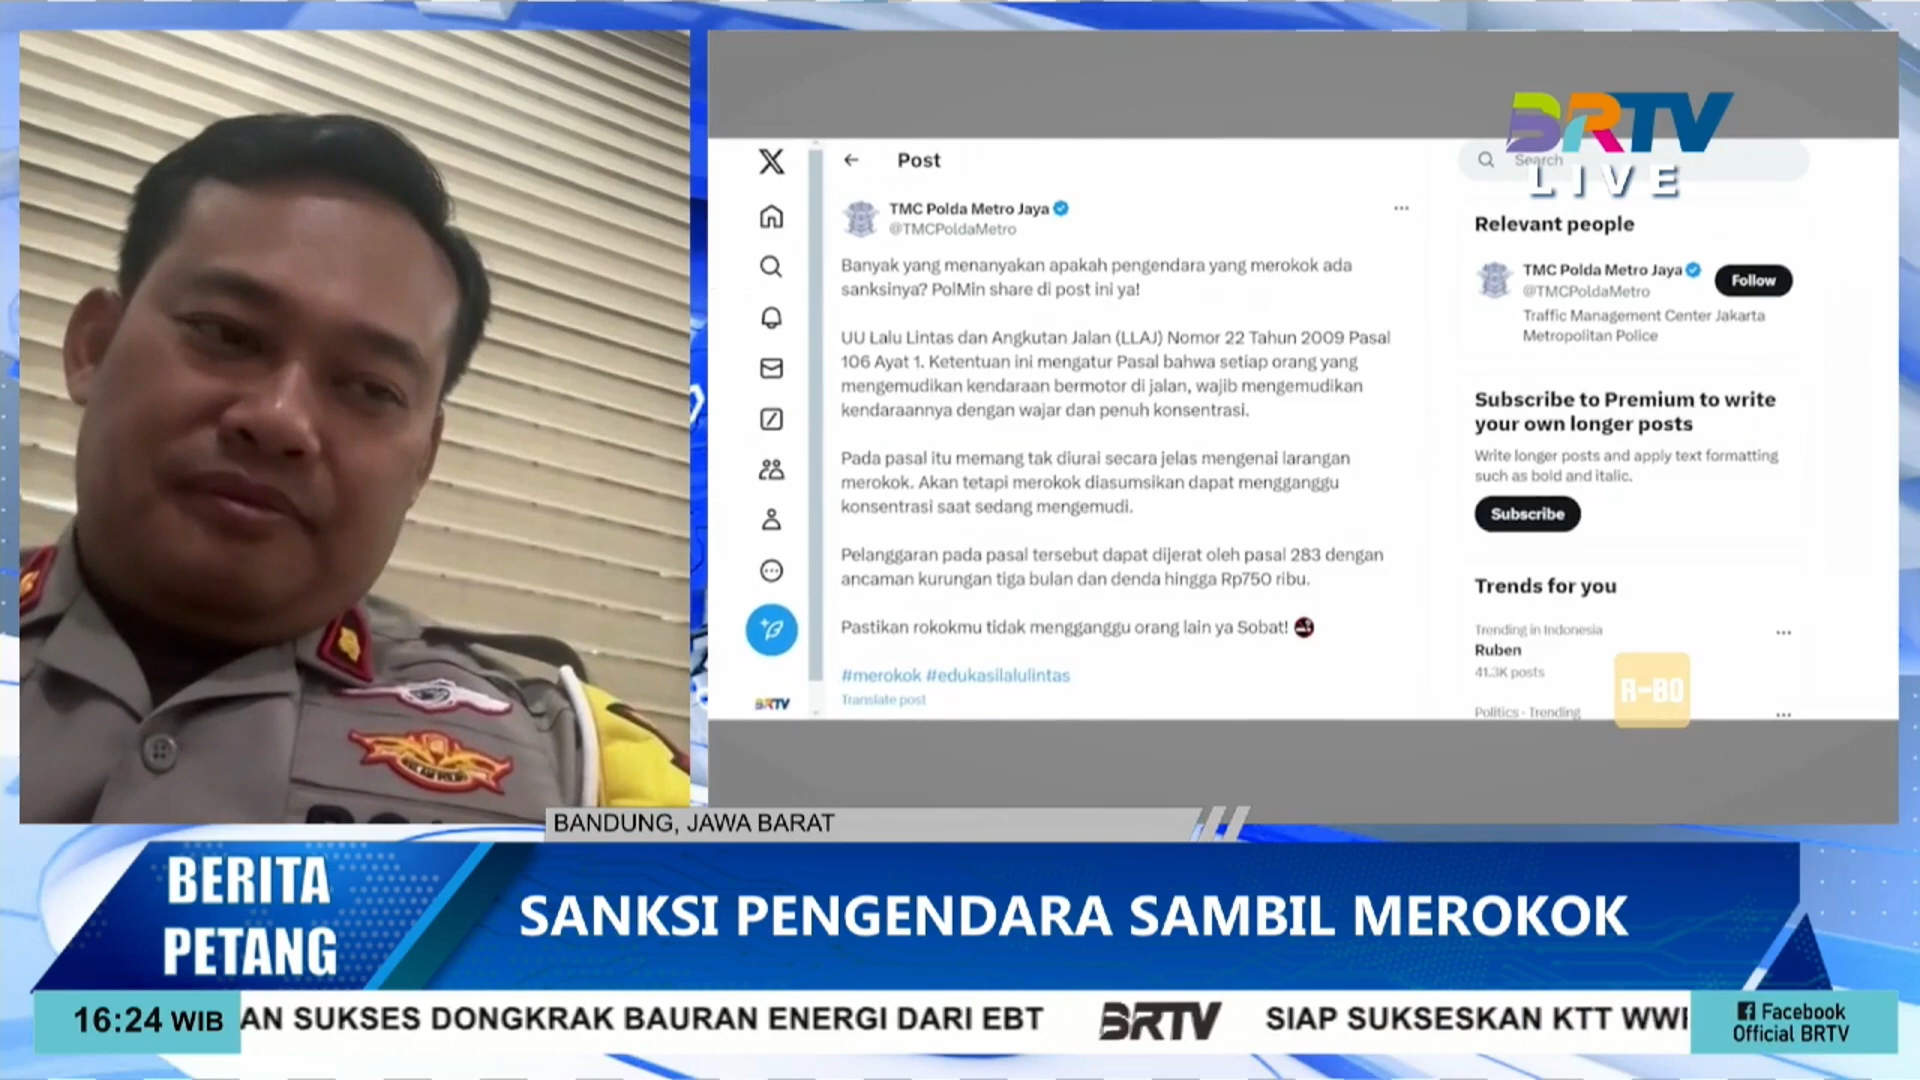 BRTV
LIVE
X
Post
Search
TMC Polda Metro Jaya
@TMCPoldaMetro
Banyak yang menanyakan apakah pengendara yang merokok ada
sanksinya? PolMin share di post ini ya!
UU Lalu Lintas dan Angkutan Jalan (LLAJ) Nomor 22 Tahun 2009 Pasal
106 Ayat 1. Ketentuan ini mengatur Pasal bahwa setiap orang yang
mengemudikan kendaraan bermotor di jalan, wajib mengemudikan
kendaraannya dengan wajar dan penuh konsentrasi.
Pada pasal itu memang tak diurai secara jelas mengenai larangan
merokok. Akan tetapi merokok diasumsikan dapat mengganggu
konsentrasi saat sedang mengemudi.
Pelanggaran pada pasal tersebut dapat dijerat oleh pasal 283 dengan
ancaman kurungan tiga bulan dan denda hingga Rp750 ribu.
Pastikan rokokmu tidak mengganggu orang lain ya Sobat!
#merokok #edukasilalulintas
Translate post
BRTV
Relevant people
TMC Polda Metro Jaya
@TMCPoldaMetro
Follow
Traffic Management Center Jakarta
Metropolitan Police
Subscribe to Premium to write
your own longer posts
Write longer posts and apply text formatting
such as bold and italic.
Subscribe
Trends for you
Trending in Indonesia
Ruben
41.3K posts
Politics · Trending
R-BO
BANDUNG, JAWA BARAT
BERITA
PETANG
SANKSI PENGENDARA SAMBIL MEROKOK
16:24 WIB
AN SUKSES DONGKRAK BAURAN ENERGI DARI EBT
BRTV
SIAP SUKSESKAN KTT
Facebook
Official BRTV